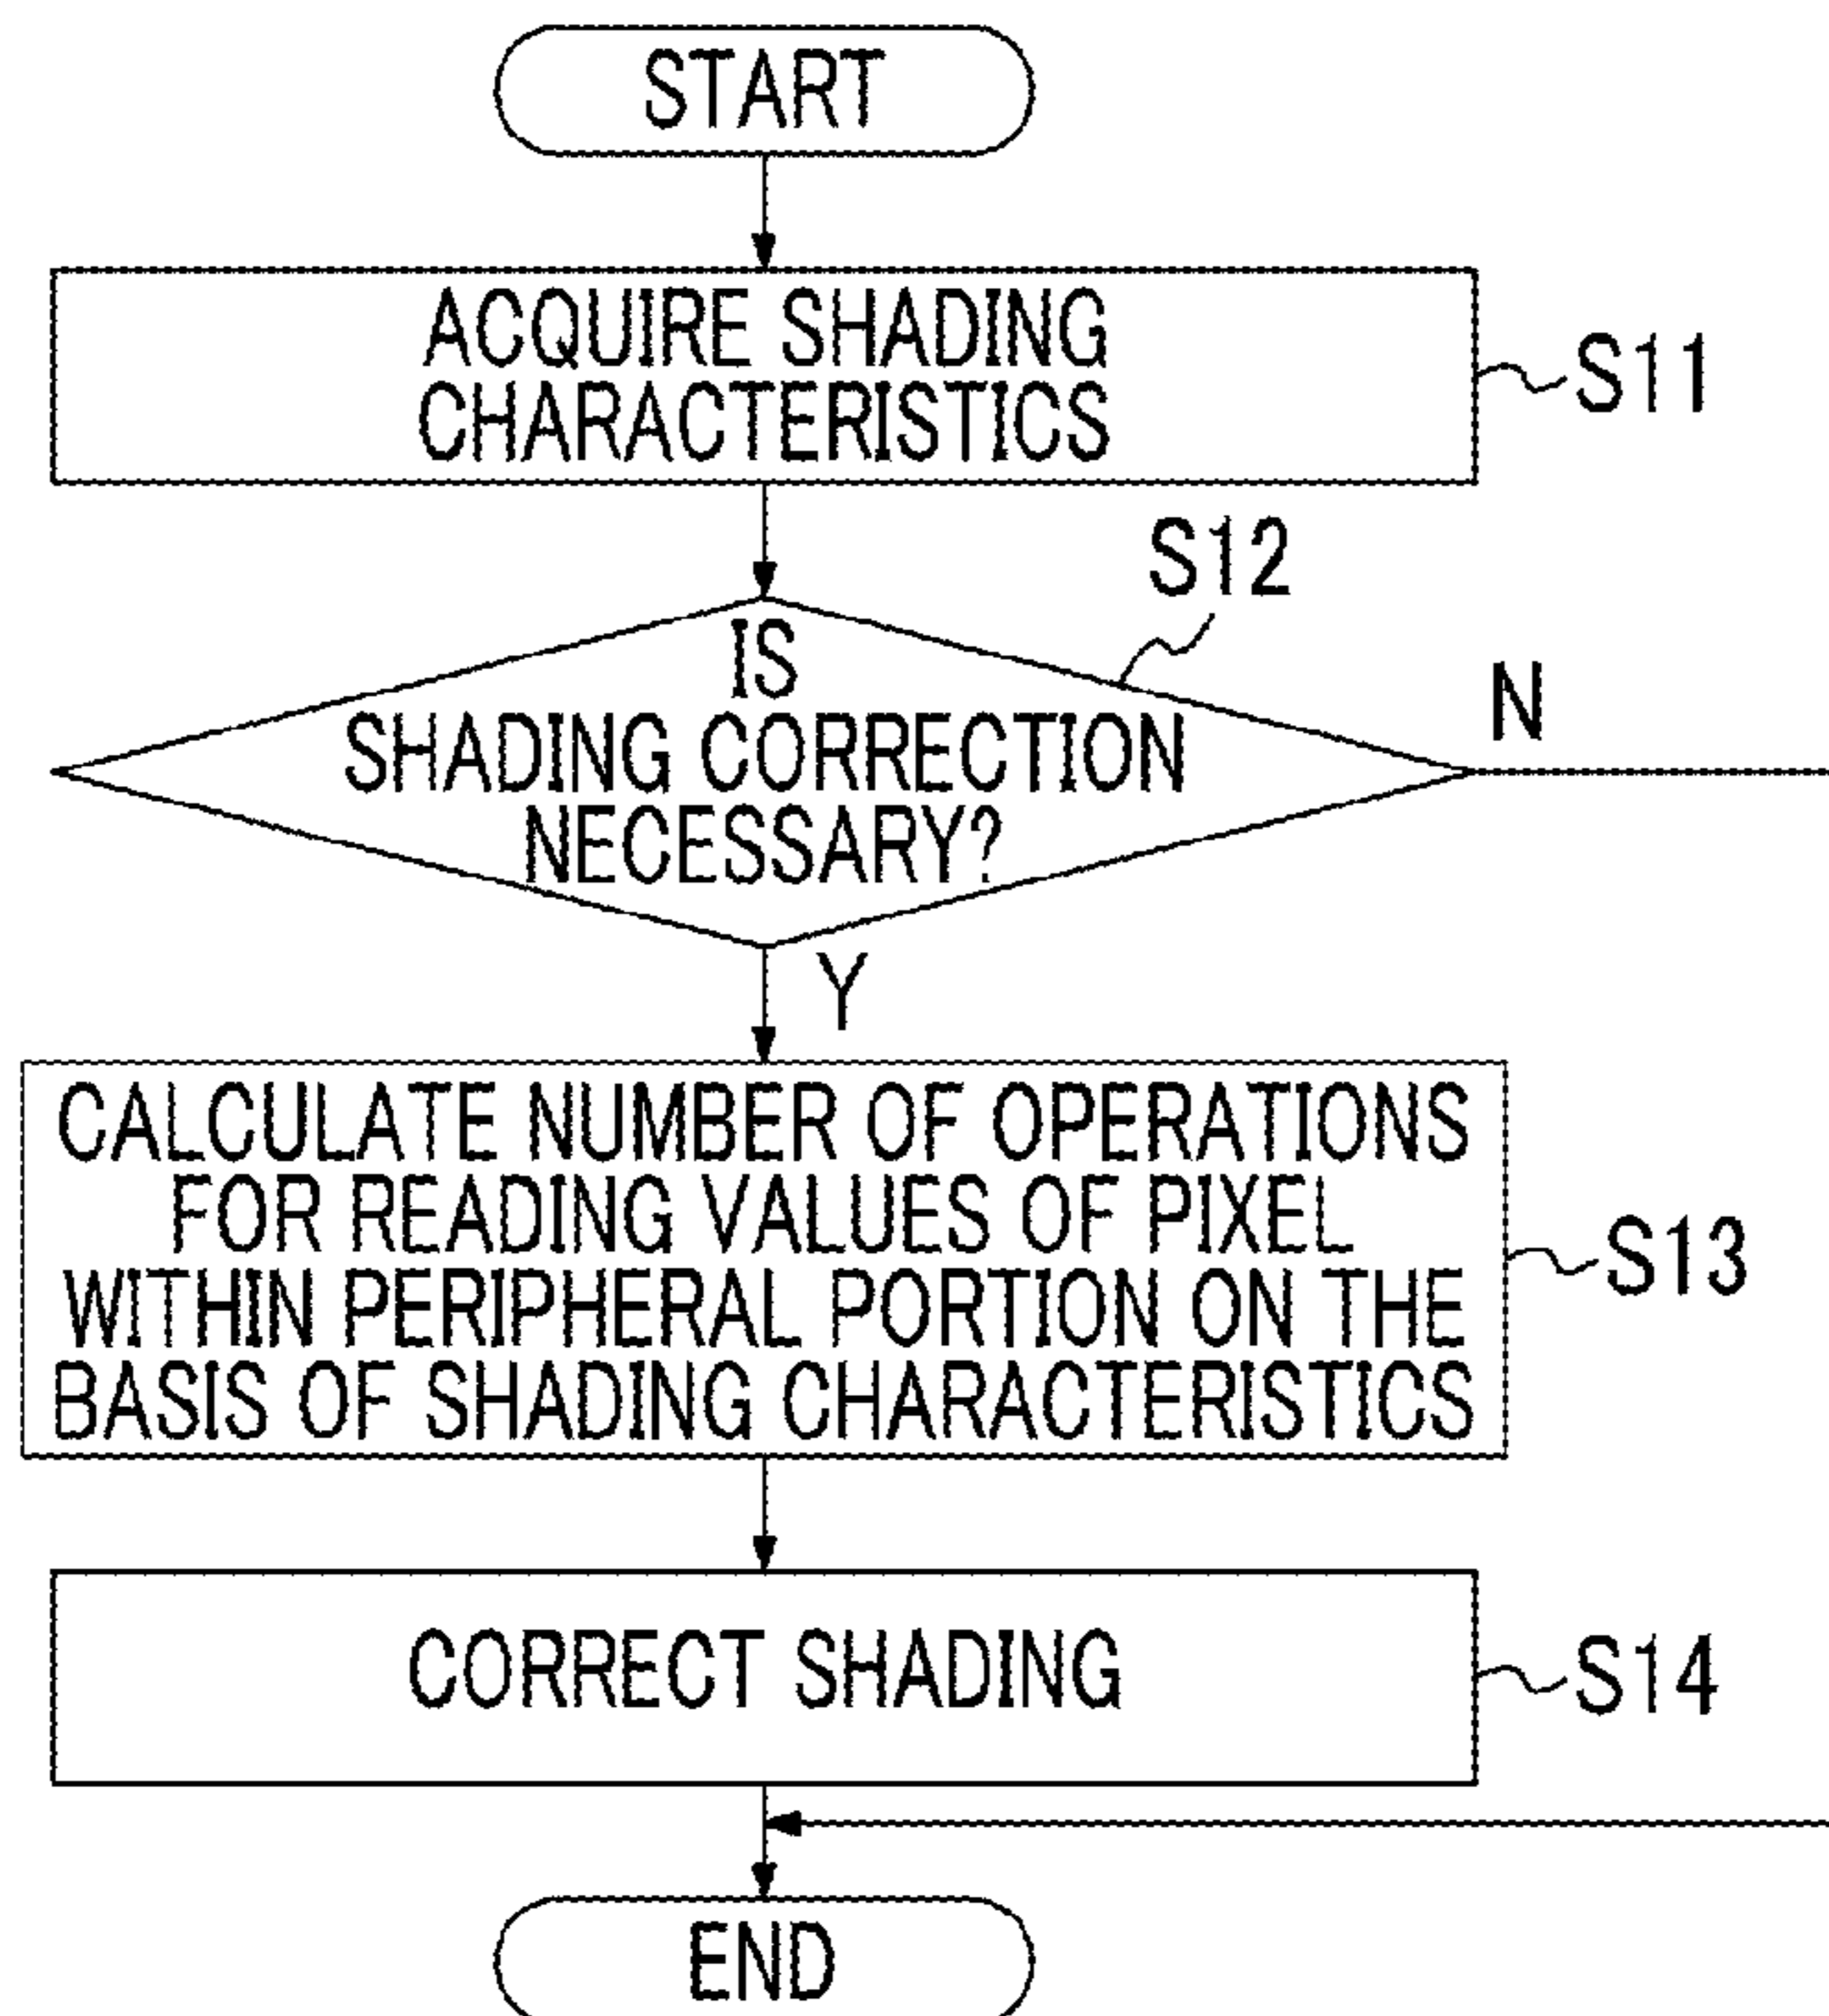 START
ACQUIRE SHADING
CHARACTERISTICS
S11
S12
IS
SHADING CORRECTION
NECESSARY?
N
Y
CALCULATE NUMBER OF OPERATIONS
FOR READING VALUES OF PIXEL
WITHIN PERIPHERAL PORTION ON THE
BASIS OF SHADING CHARACTERISTICS
S13
CORRECT SHADING
S14
END